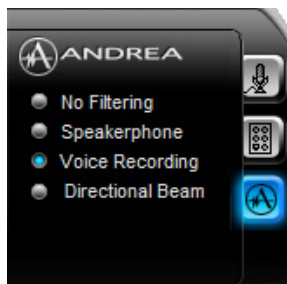 ANDREA
No Filtering
Speakerphone
Voice Recording
Directional Beam